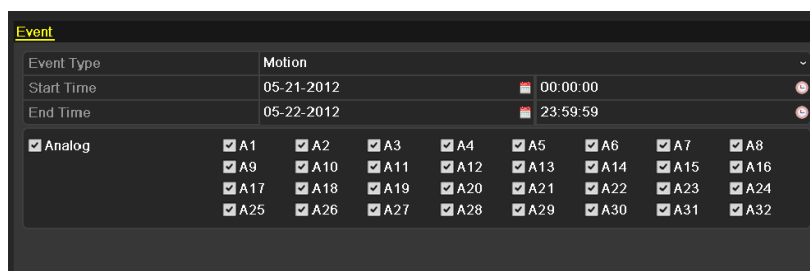 Event
Event Type Motion
Start Time 05-21-2012 00:00:00
End Time 05-22-2012 23:59:59
Analog A1 A2 A3 A4 A5 A6 A7 A8
A9 A10 A11 A12 A13 A14 A15 A16
A17 A18 A19 A20 A21 A22 A23 A24
A25 A26 A27 A28 A29 A30 A31 A32